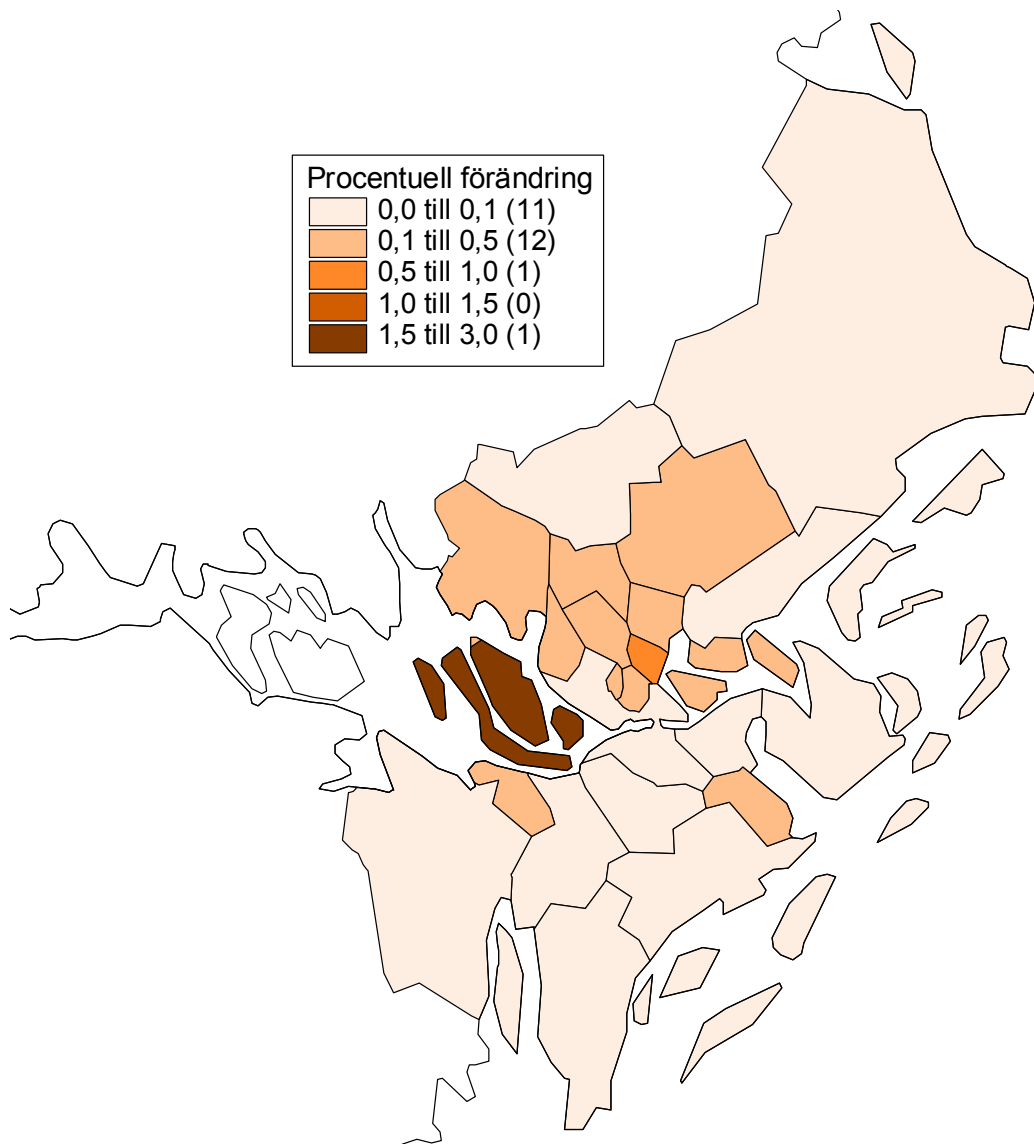 Procentuell förändring
0,0 till 0,1 (11)
0,1 till 0,5 (12)
0,5 till 1,0 (1)
1,0 till 1,5 (0)
1,5 till 3,0 (1)